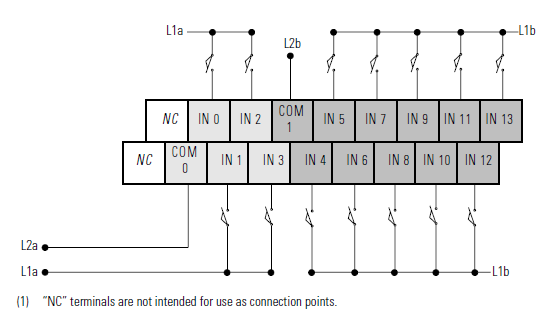 L1a
L2b
L1b
NC IN 0 IN 2 COM 1 IN 5 IN 7 IN 9 IN 11 IN 13
NC COM 0 IN 1 IN 3 IN 4 IN 6 IN 8 IN 10 IN 12
L2a
L1a
L1b
(1) "NC" terminals are not intended for use as connection points.